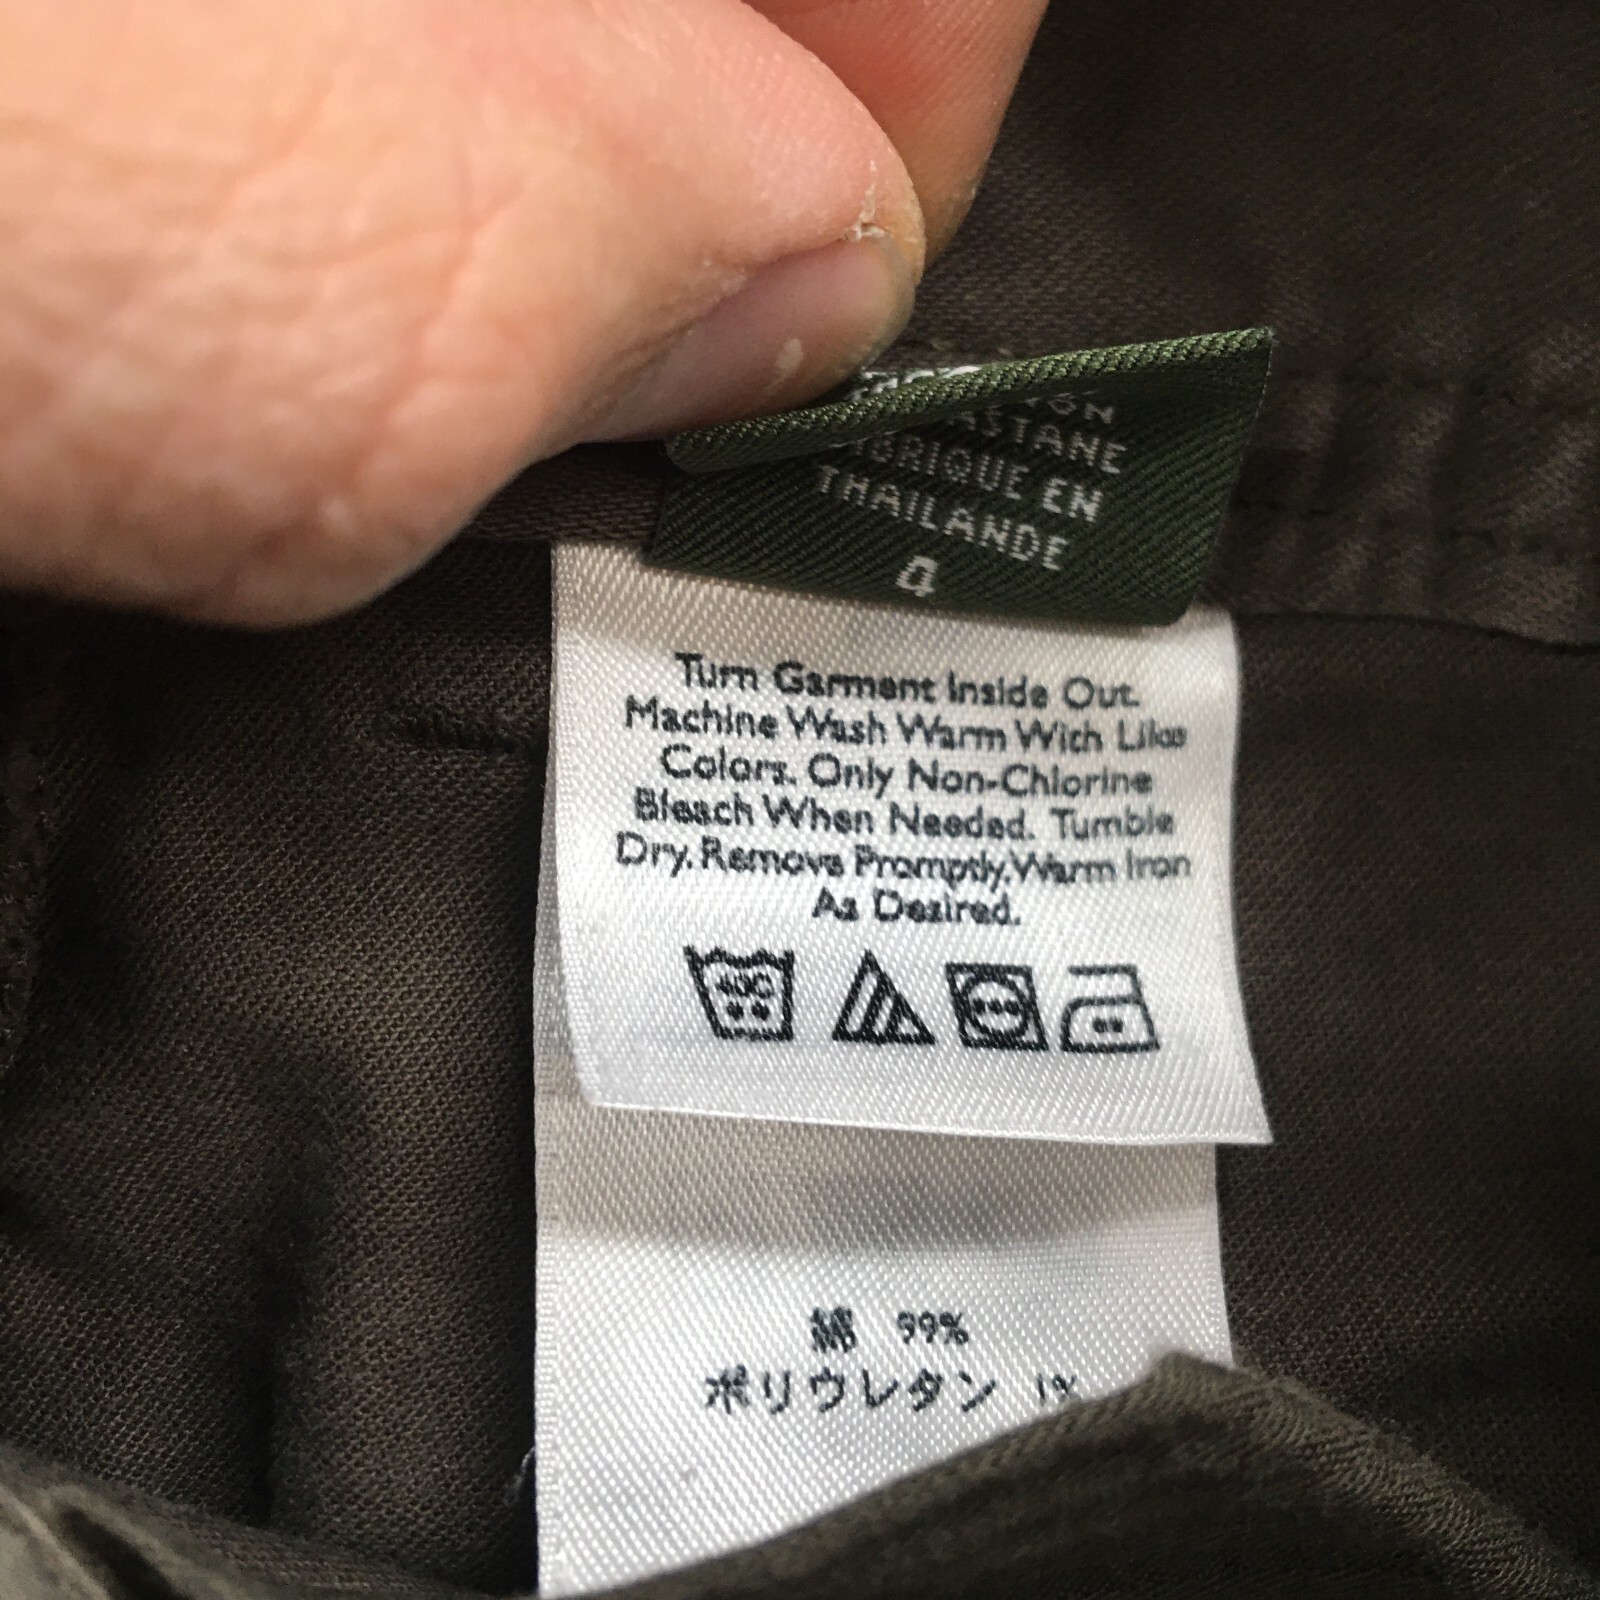 FABRIQUE EN
THAILANDE
4
Turn Garment Inside Out.
Machine Wash Warm With Like
Colors. Only Non-Chlorine
Bleach When Needed. Tumble
Dry. Remove Promptly. Warm Iron
As Desired.
40C
綿 99%
ポリウレタン 1%